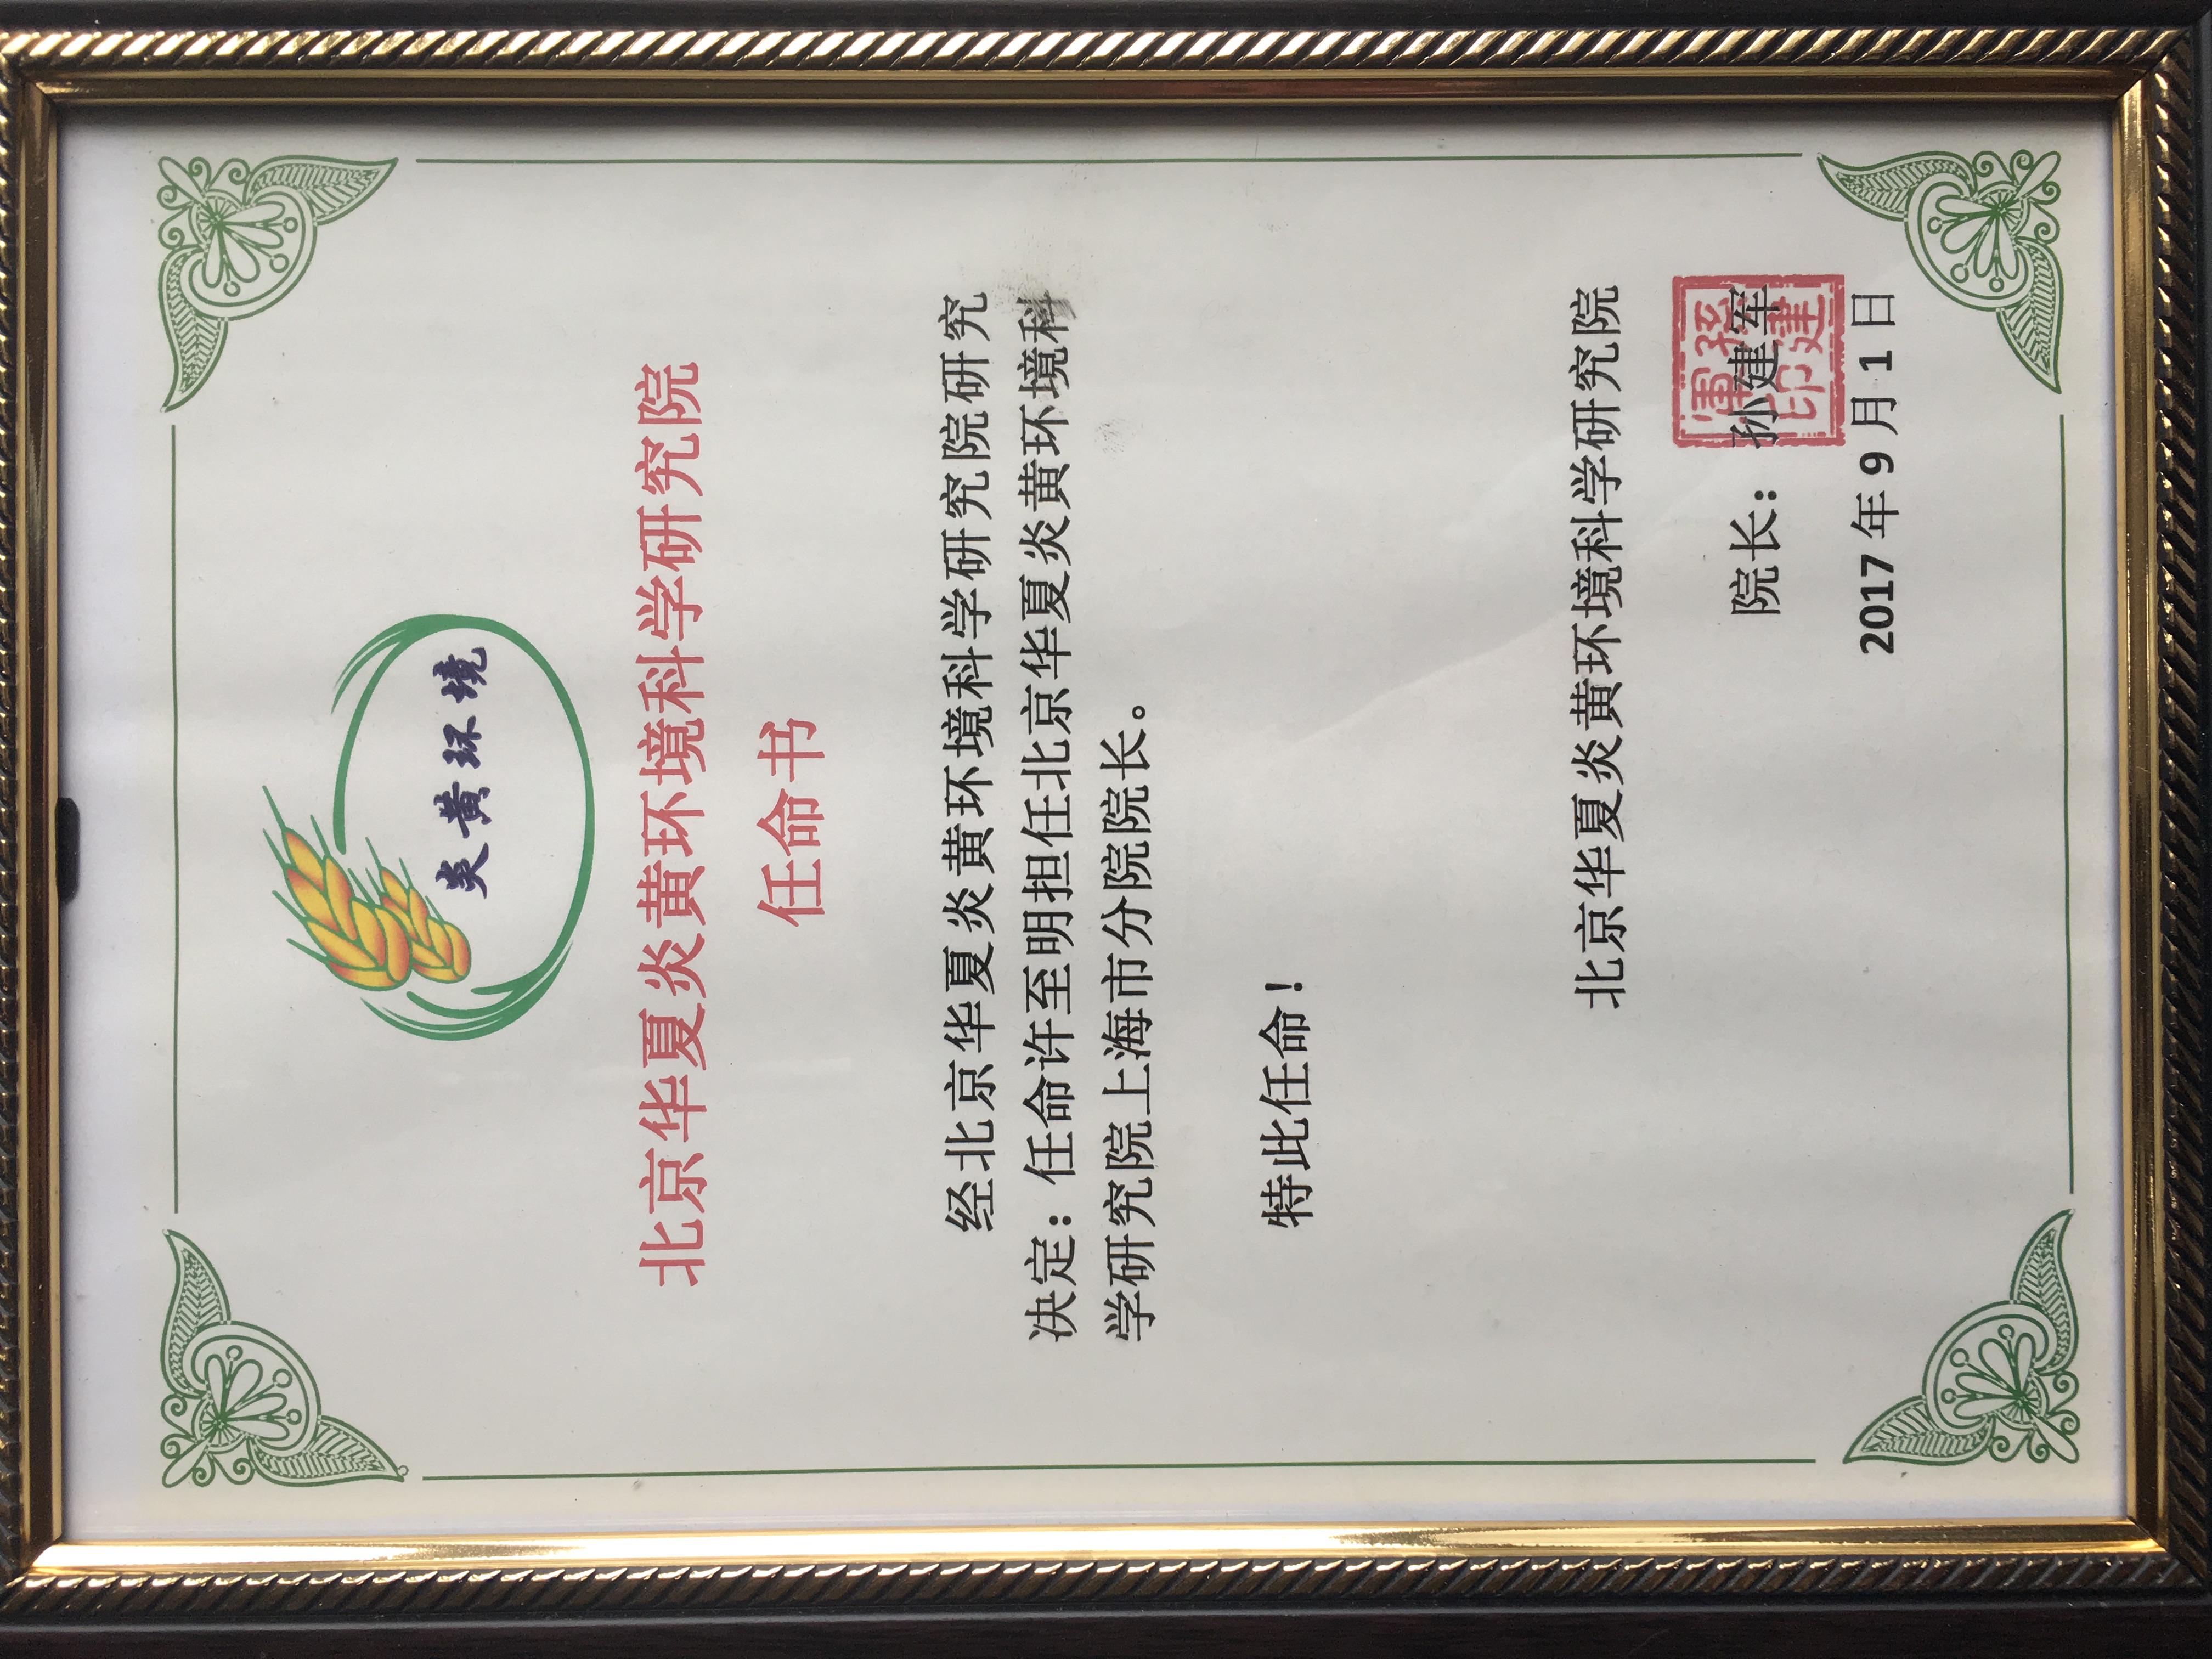 炎黄环境
北京华夏炎黄环境科学研究院
任命书
经北京华夏炎黄环境科学研究院研究
决定：任命许至明担任北京华夏炎黄环境科
学研究院上海市分院院长。
特此任命！
北京华夏炎黄环境科学研究院
院长：孙建军
孫建軍印
2017年9月1日